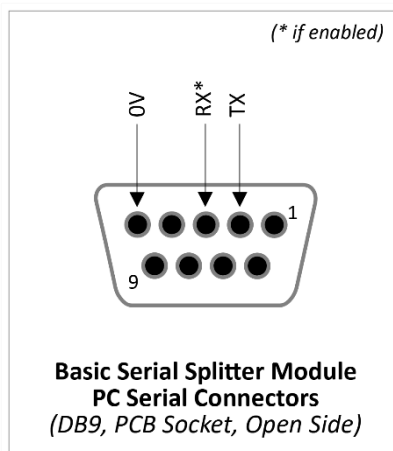 (* if enabled)
0V
RX*
TX
1
9
Basic Serial Splitter Module
PC Serial Connectors
(DB9, PCB Socket, Open Side)